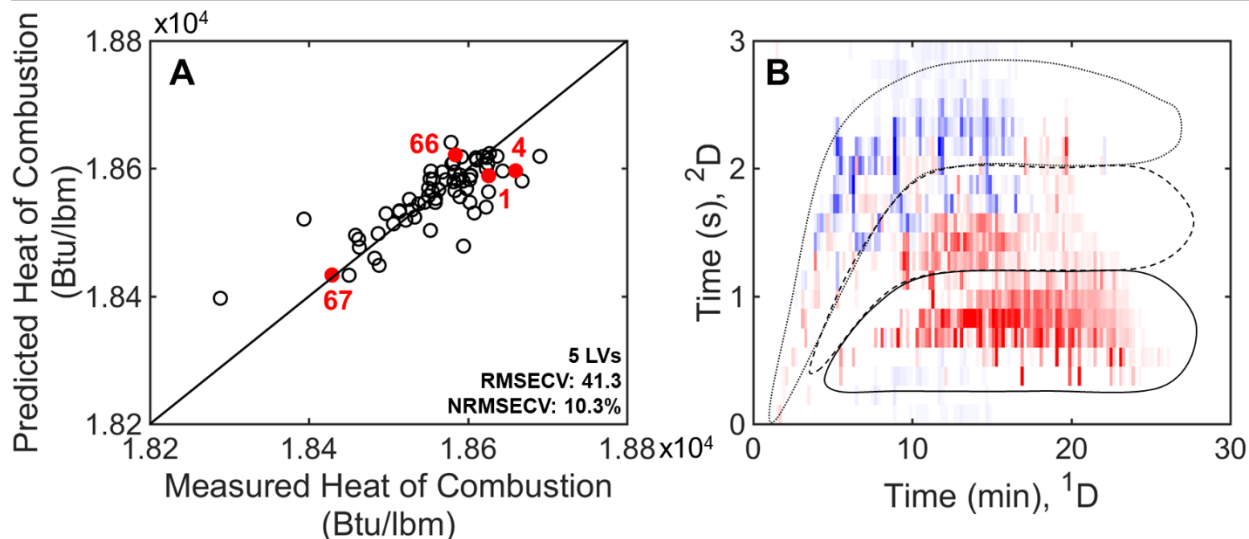 x10⁴
1.88
1.86
1.84
1.82
Predicted Heat of Combustion
(Btu/lbm)
A
66
4
1
67
5 LVs
RMSECV: 41.3
NRMSECV: 10.3%
1.82
1.84
1.86
1.88
x10⁴
Measured Heat of Combustion
(Btu/lbm)
B
3
2
1
0
Time (s), ²D
0
10
20
30
Time (min), ¹D